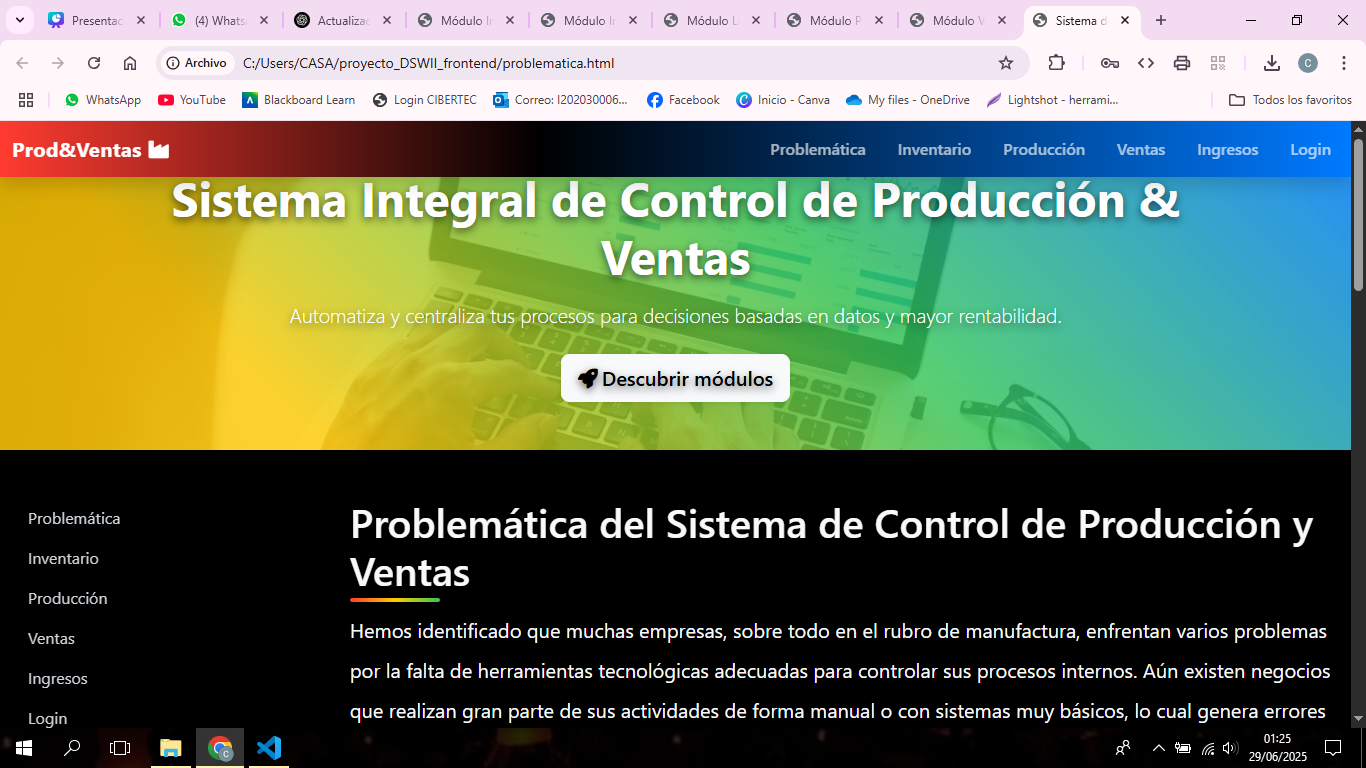 Presentac
(4) Whats
Actualizac
Módulo In
Módulo In
Módulo L
Módulo P
Módulo V
Sistema d
Archivo
C:/Users/CASA/proyecto_DSWII_frontend/problematica.html
C
WhatsApp
YouTube
Blackboard Learn
Login CIBERTEC
Correo: I202030006...
Facebook
Inicio - Canva
My files - OneDrive
Lightshot - herrami...
Todos los favoritos
Prod&Ventas
Problemática
Inventario
Producción
Ventas
Ingresos
Login
Sistema Integral de Control de Producción &
Ventas
Automatiza y centraliza tus procesos para decisiones basadas en datos y mayor rentabilidad.
Descubrir módulos
Problemática
Inventario
Producción
Ventas
Ingresos
Login
Problemática del Sistema de Control de Producción y
Ventas
Hemos identificado que muchas empresas, sobre todo en el rubro de manufactura, enfrentan varios problemas
por la falta de herramientas tecnológicas adecuadas para controlar sus procesos internos. Aún existen negocios
que realizan gran parte de sus actividades de forma manual o con sistemas muy básicos, lo cual genera errores
01:25
29/06/2025